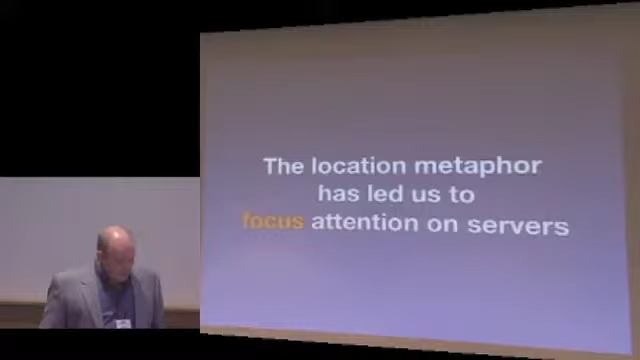 The location metaphor
has led us to
focus attention on servers